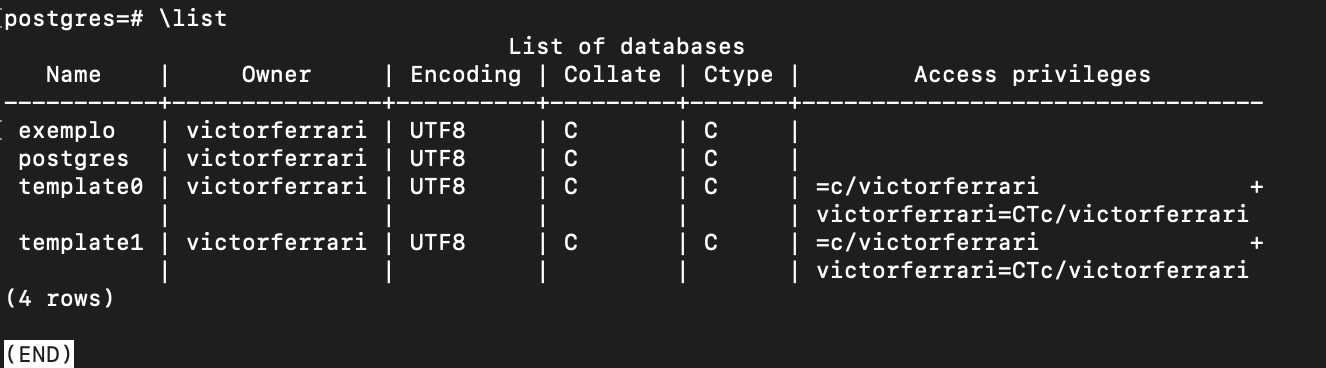 postgres=# \list
                                    List of databases
   Name    |     Owner     | Encoding | Collate | Ctype |        Access privileges
-----------+---------------+----------+---------+-------+---------------------------------
 exemplo   | victorferrari | UTF8     | C       | C     |
 postgres  | victorferrari | UTF8     | C       | C     |
 template0 | victorferrari | UTF8     | C       | C     | =c/victorferrari               +
           |               |          |         |       | victorferrari=CTc/victorferrari
 template1 | victorferrari | UTF8     | C       | C     | =c/victorferrari               +
           |               |          |         |       | victorferrari=CTc/victorferrari
(4 rows)

(END)